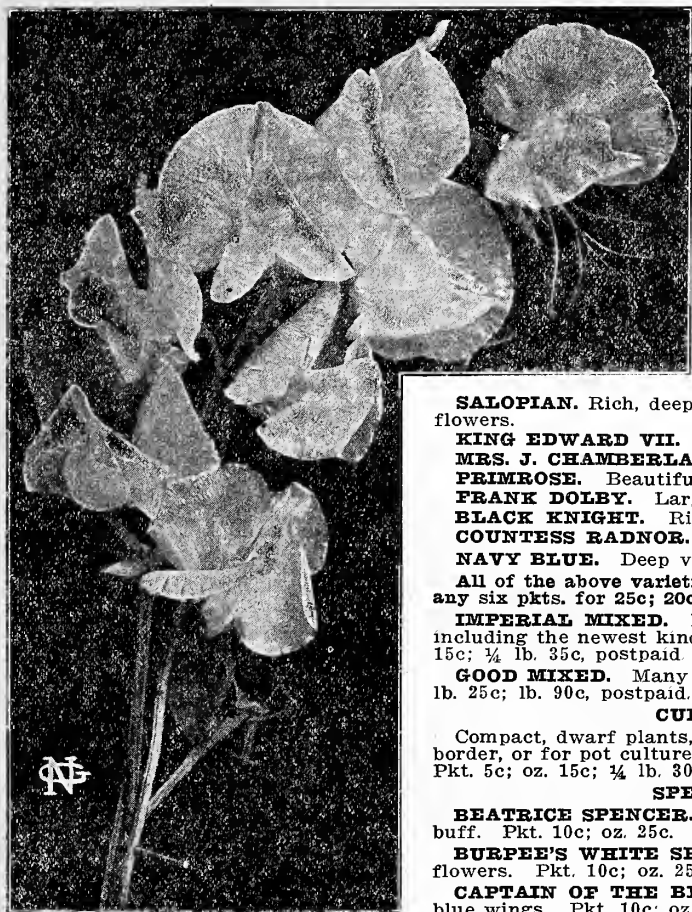 SALOPIAN. Rich, deep
flowers.
KING EDWARD VII.
MRS. J. CHAMBERLA
PRIMROSE. Beautifu
FRANK DOLBY. Lar
BLACK KNIGHT. Ri
COUNTESS RADNOR.
NAVY BLUE. Deep v
All of the above variet
any six pkts. for 25c; 20c
IMPERIAL MIXED.
including the newest kind
15c; ¼ lb. 35c, postpaid
GOOD MIXED. Many
lb. 25c; lb. 90c, postpaid.
CU
Compact, dwarf plants,
border, or for pot culture
Pkt. 5c; oz. 15c; ¼ lb. 30
SPE
BEATRICE SPENCER.
buff. Pkt. 10c; oz. 25c.
BURPEE'S WHITE SE
flowers. Pkt. 10c; oz. 25
CAPTAIN OF THE B
blue wings. Pkt. 10c; oz